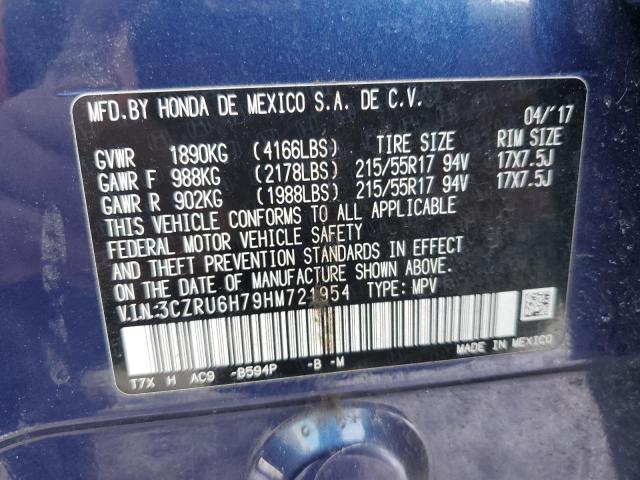 MFD.BY HONDA DE MEXICO S.A. DE C.V. 04/'17
GVWR 1890KG (4166LBS) TIRE SIZE RIM SIZE
GAWR F 988KG (2178LBS) 215/55R17 94V 17X7.5J
GAWR R 902KG (1988LBS) 215/55R17 94V 17X7.5J
THIS VEHICLE CONFORMS TO ALL APPLICABLE
FEDERAL MOTOR VEHICLE SAFETY
AND THEFT PREVENTION STANDARDS IN EFFECT
ON THE DATE OF MANUFACTURE SHOWN ABOVE.
V.I.N:3CZRU6H79HM721954 TYPE: MPV
MADE IN MEXICO
T7X H AC9 -B594P -B -M